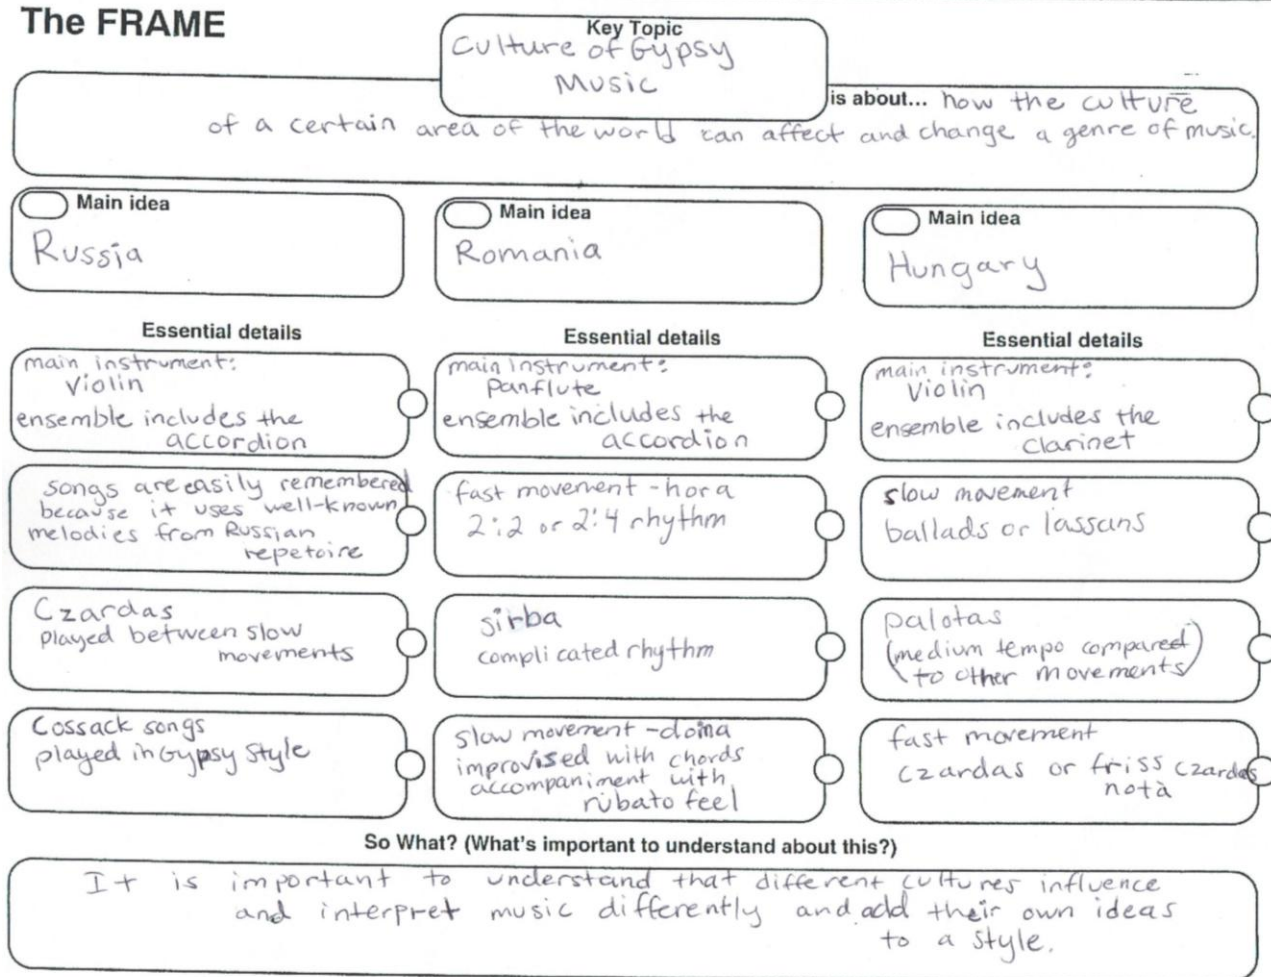 The FRAME
Key Topic
Culture of Gypsy
Music
is about... how the culture
of a certain area of the world can affect and change a genre of music.
Main idea
Russia
Main idea
Romania
Main idea
Hungary
Essential details
main instrument:
Violin
ensemble includes the
accordion
songs are easily remembered
because it uses well-known
melodies from Russian
repetoire
Czardas
played between slow
movements
Cossack songs
played in Gypsy Style
Essential details
main instrument:
Panflute
ensemble includes the
accordion
fast movement - hora
2:2 or 2:4 rhythm
sirba
complicated rhythm
slow movement - doina
improvised with chords
accompaniment with
rubato feel
Essential details
main instrument:
Violin
ensemble includes the
clarinet
slow movement
ballads or lassans
palotas
(medium tempo compared
to other movements)
fast movement
czardas or friss czardas
notà
So What? (What's important to understand about this?)
It is important to understand that different cultures influence
and interpret music differently and add their own ideas
to a style.